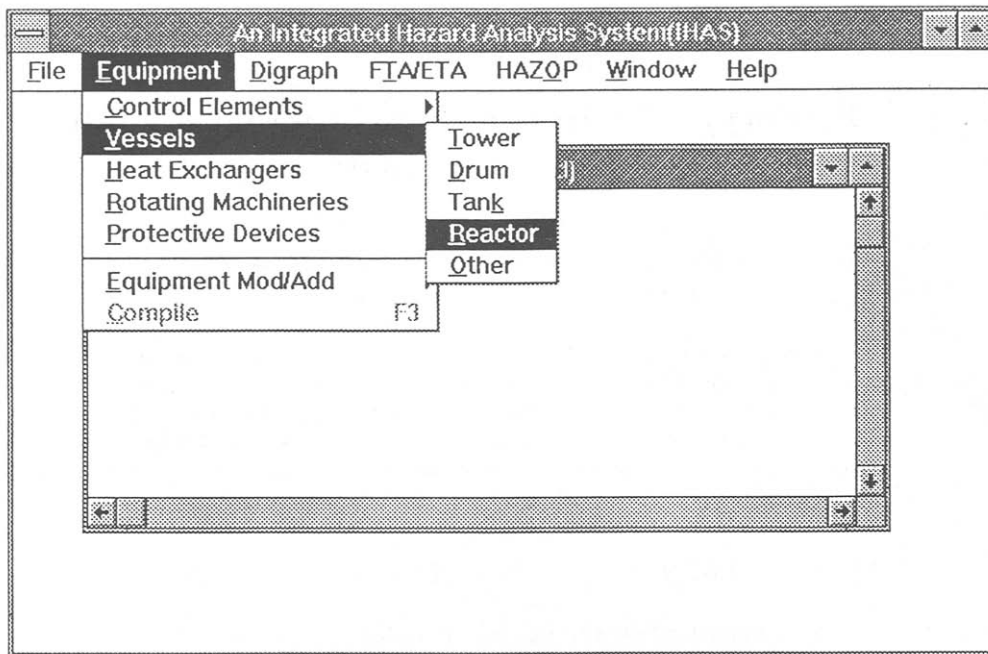 An Integrated Hazard Analysis System(IHAS)
File Equipment Digraph FTA/ETA HAZOP Window Help
Control Elements
Vessels
Heat Exchangers
Rotating Machineries
Protective Devices
Equipment Mod/Add
Compile F3
Tower
Drum
Tank
Reactor
Other